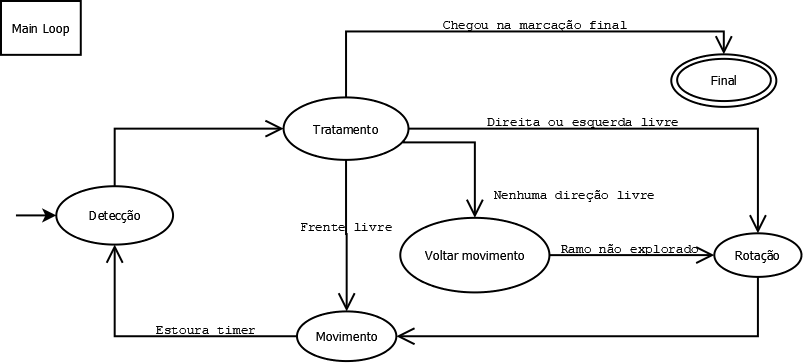 Main Loop
Chegou na marcação final
Final
Tratamento
Direita ou esquerda livre
Nenhuma direção livre
Detecção
Frente livre
Voltar movimento
Ramo não explorado
Rotação
Estoura timer
Movimento